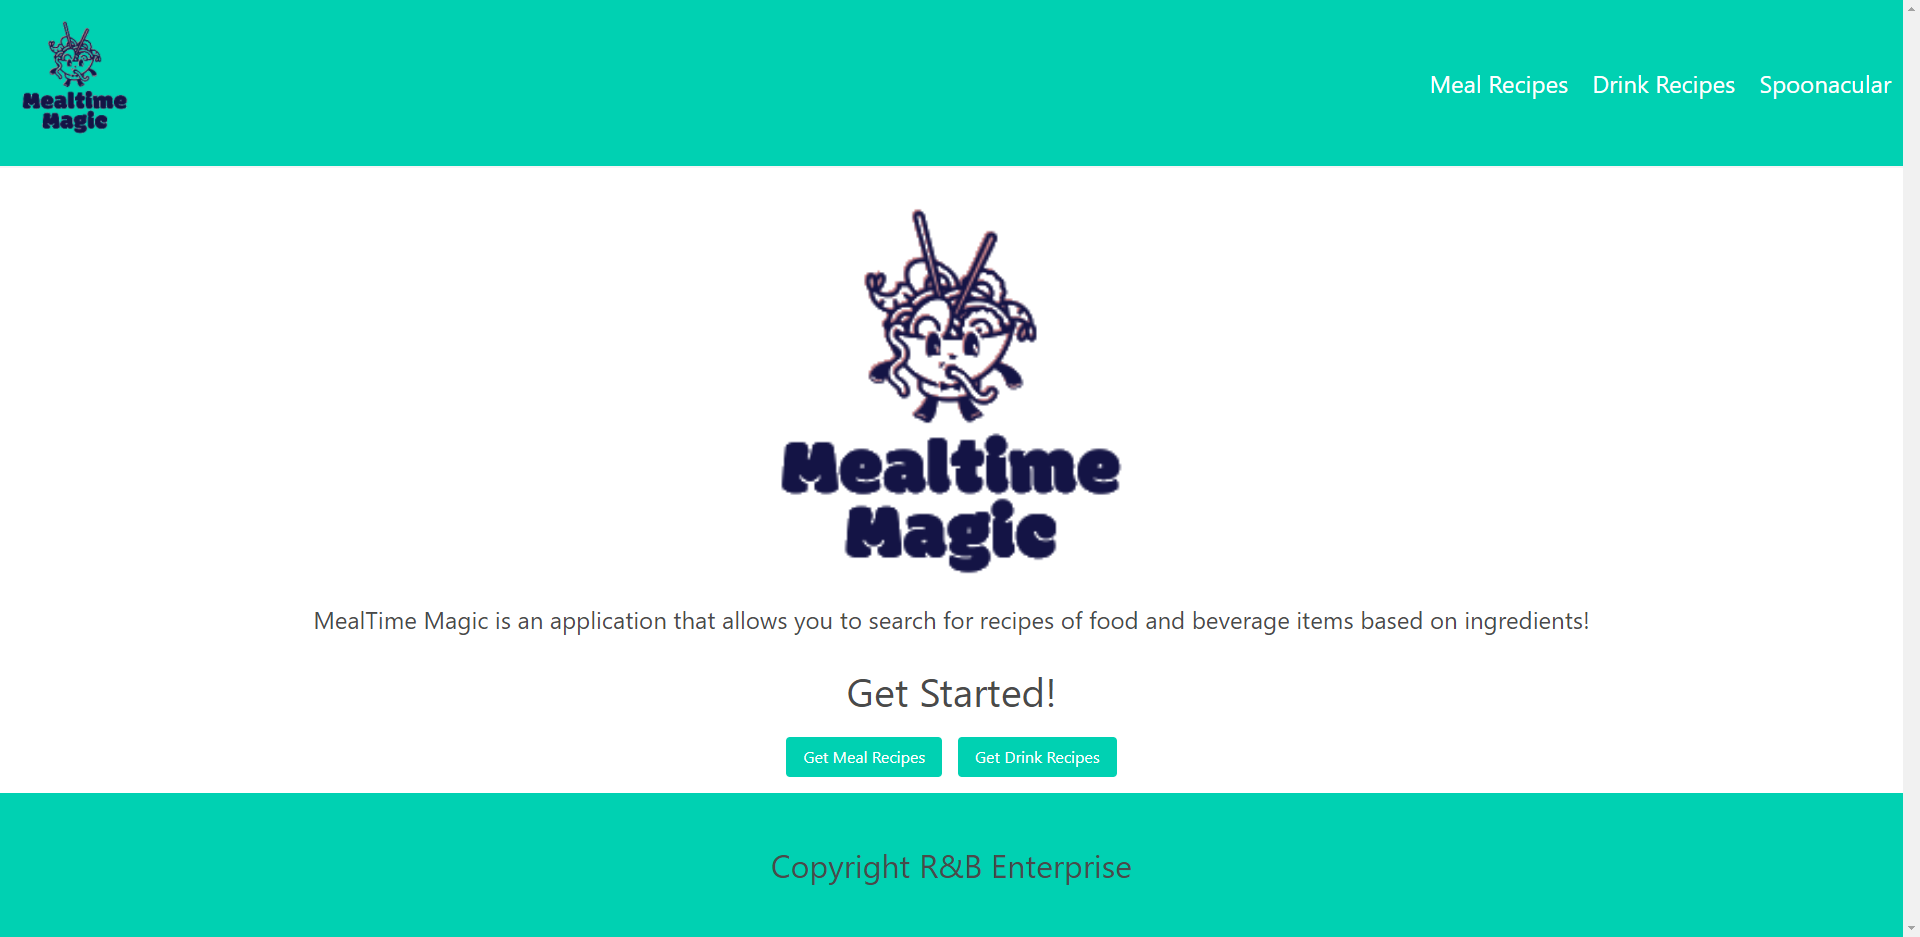 Mealtime
Magic
Meal Recipes Drink Recipes Spoonacular
Mealtime
Magic
MealTime Magic is an application that allows you to search for recipes of food and beverage items based on ingredients!
Get Started!
Get Meal Recipes Get Drink Recipes
Copyright R&B Enterprise